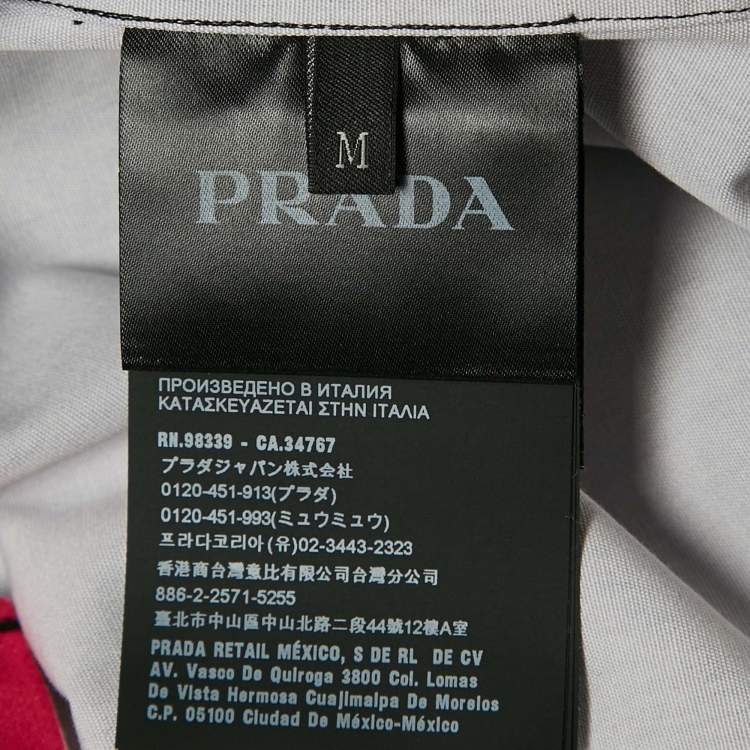 M
PRADA
ПРОИЗВЕДЕНО В ИТАЛИЯ
ΚΑΤΑΣΚΕΥΑΖΕΤΑΙ ΣΤΗΝ ΙΤΑΛΙΑ
RN.98339 - CA.34767
プラダジャパン株式会社
0120-451-913(プラダ)
0120-451-993(ミュウミュウ)
프라다코리아(유)02-3443-2323
香港商台灣意比有限公司台灣分公司
886-2-2571-5255
臺北市中山區中山北路二段44號12樓A室
PRADA RETAIL MÉXICO, S DE RL DE CV
AV. Vasco De Quiroga 3800 Col. Lomas
De Vista Hermosa Cuajimalpa De Morelos
C.P. 05100 Ciudad De México-México